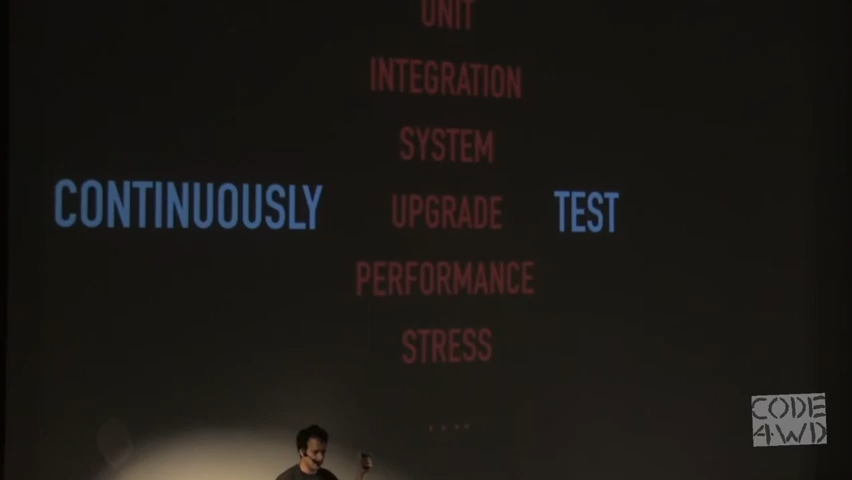 UNIT
INTEGRATION
SYSTEM
CONTINUOUSLY UPGRADE TEST
PERFORMANCE
STRESS
....
CODE
4WD